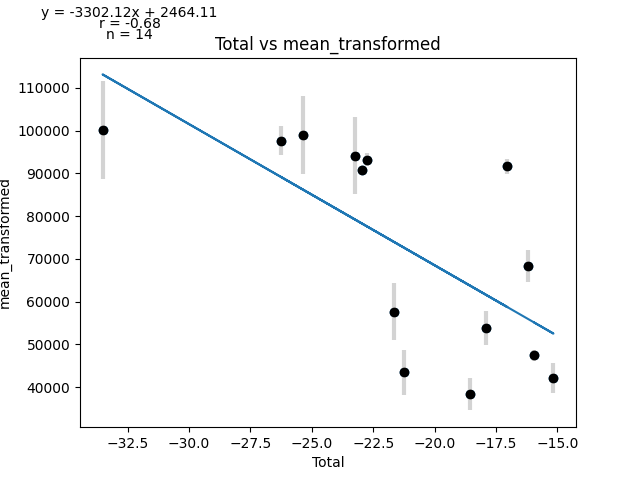 y = -3302.12x + 2464.11
r = -0.68
n = 14
Total vs mean_transformed
110000
100000
90000
80000
70000
60000
50000
40000
mean_transformed
−32.5 −30.0 −27.5 −25.0 −22.5 −20.0 −17.5 −15.0
Total